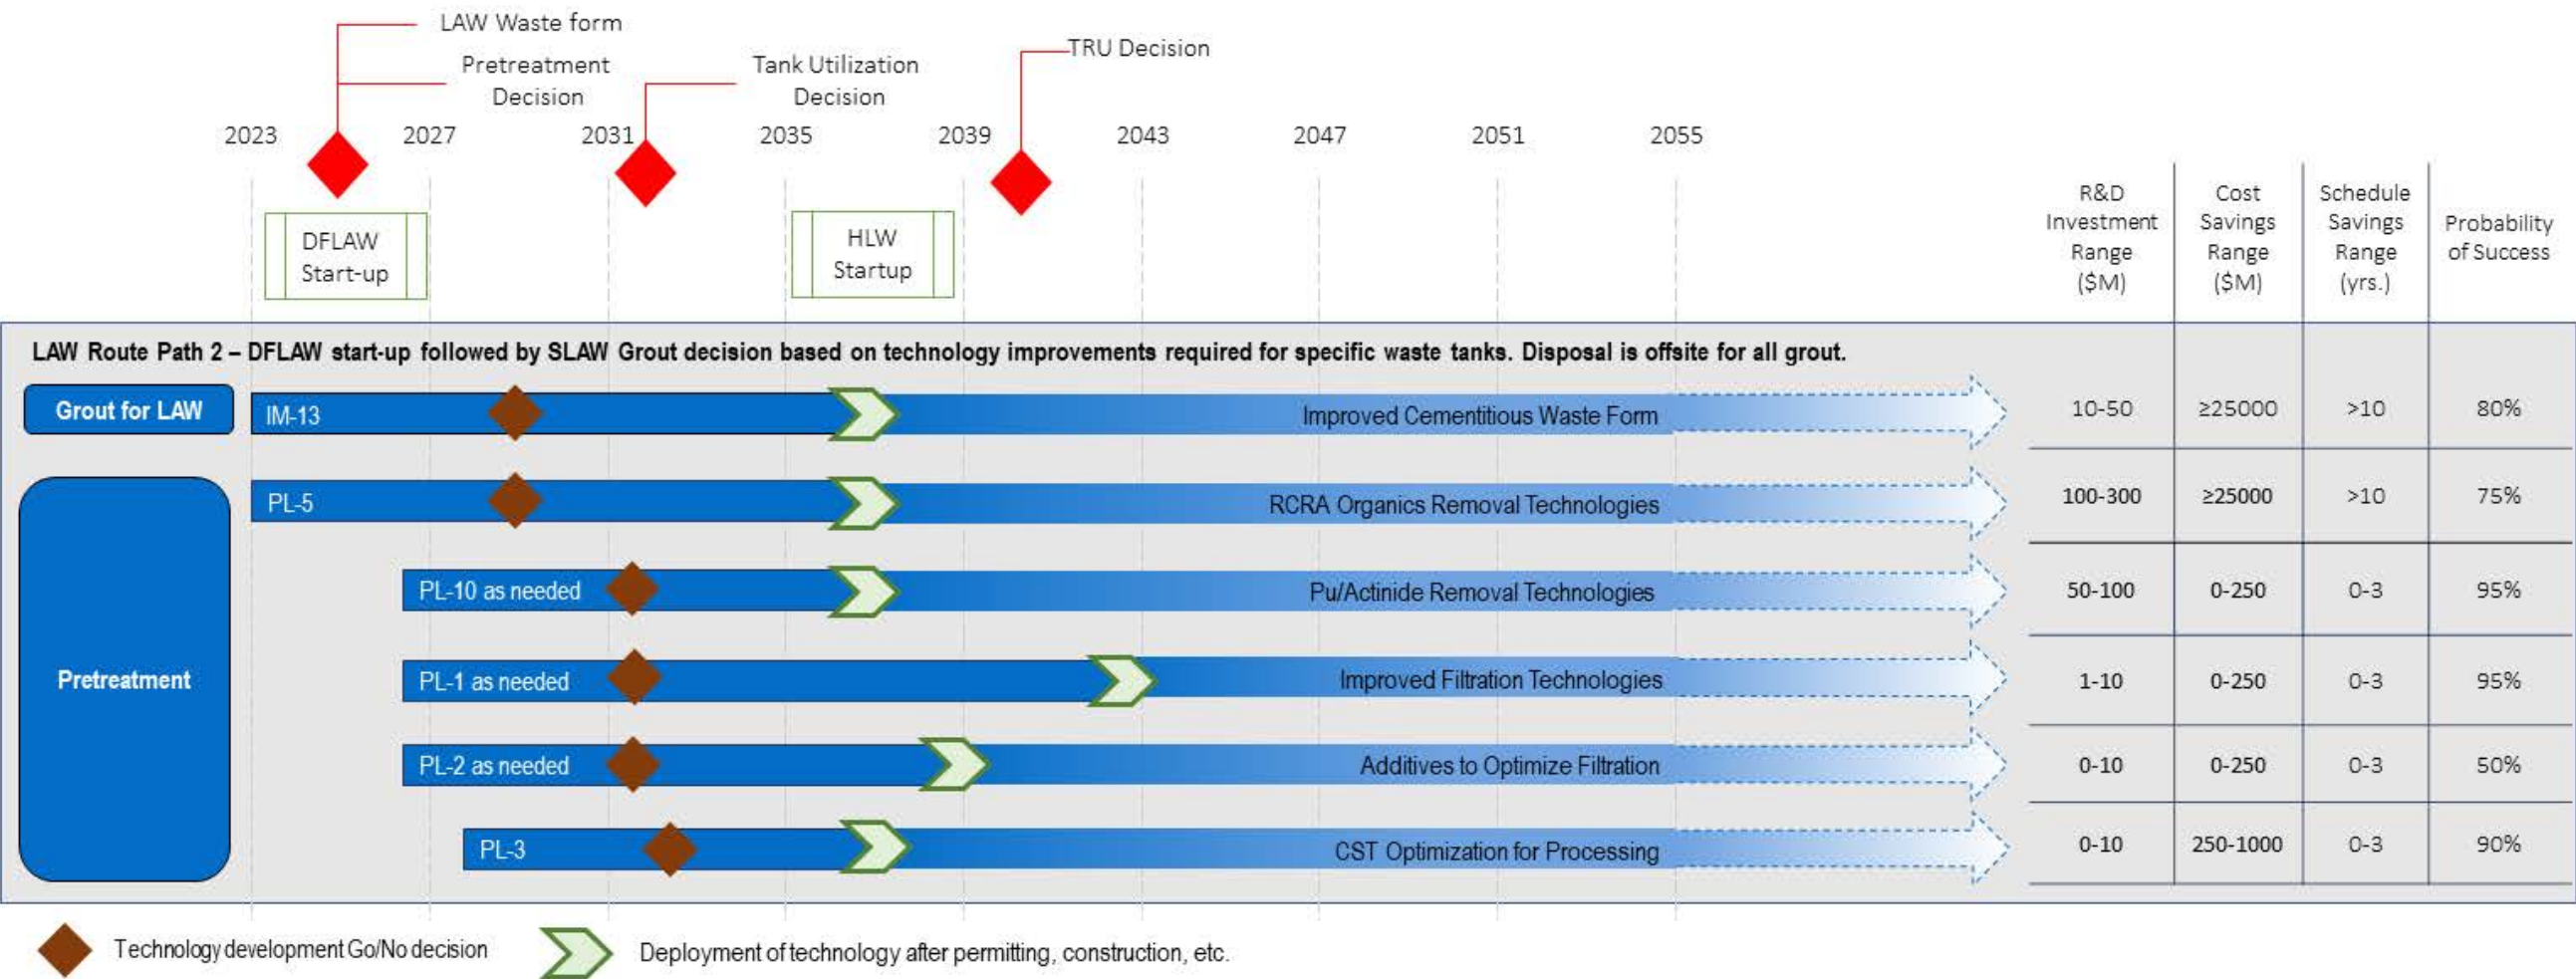 LAW Waste form
Pretreatment
Decision
Tank Utilization
Decision
TRU Decision
2023
2027
2031
2035
2039
2043
2047
2051
2055
DFLAW
Start-up
HLW
Startup
R&D
Investment
Range
($M)
Cost
Savings
Range
($M)
Schedule
Savings
Range
(yrs.)
Probability
of Success
LAW Route Path 2 – DFLAW start-up followed by SLAW Grout decision based on technology improvements required for specific waste tanks. Disposal is offsite for all grout.
Grout for LAW
IM-13
Improved Cementitious Waste Form
10-50
≥25000
>10
80%
Pretreatment
PL-5
RCRA Organics Removal Technologies
100-300
≥25000
>10
75%
PL-10 as needed
Pu/Actinide Removal Technologies
50-100
0-250
0-3
95%
PL-1 as needed
Improved Filtration Technologies
1-10
0-250
0-3
95%
PL-2 as needed
Additives to Optimize Filtration
0-10
0-250
0-3
50%
PL-3
CST Optimization for Processing
0-10
250-1000
0-3
90%
Technology development Go/No decision
Deployment of technology after permitting, construction, etc.